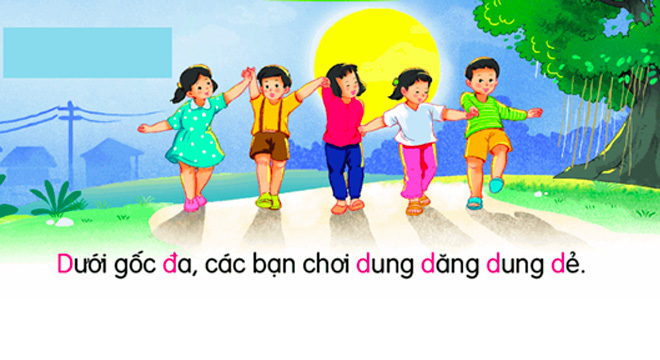 Dưới gốc đa, các bạn chơi dung dăng dung dẻ.